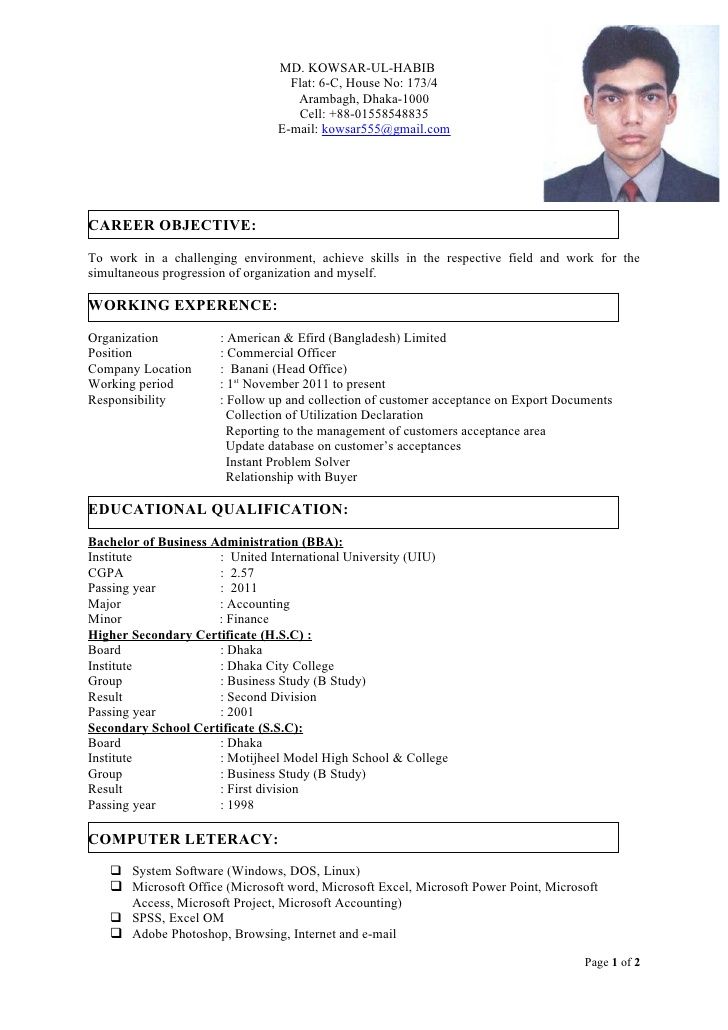 MD. KOWSAR-UL-HABIB
Flat: 6-C, House No: 173/4
Arambagh, Dhaka-1000
Cell: +88-01558548835
E-mail: kowsar555@gmail.com
CAREER OBJECTIVE:
To work in a challenging environment, achieve skills in the respective field and work for the
simultaneous progression of organization and myself.
WORKING EXPERENCE:
Organization : American & Efird (Bangladesh) Limited
Position : Commercial Officer
Company Location : Banani (Head Office)
Working period : 1st November 2011 to present
Responsibility : Follow up and collection of customer acceptance on Export Documents
Collection of Utilization Declaration
Reporting to the management of customers acceptance area
Update database on customer’s acceptances
Instant Problem Solver
Relationship with Buyer
EDUCATIONAL QUALIFICATION:
Bachelor of Business Administration (BBA):
Institute : United International University (UIU)
CGPA : 2.57
Passing year : 2011
Major : Accounting
Minor : Finance
Higher Secondary Certificate (H.S.C) :
Board : Dhaka
Institute : Dhaka City College
Group : Business Study (B Study)
Result : Second Division
Passing year : 2001
Secondary School Certificate (S.S.C):
Board : Dhaka
Institute : Motijheel Model High School & College
Group : Business Study (B Study)
Result : First division
Passing year : 1998
COMPUTER LETERACY:
❑ System Software (Windows, DOS, Linux)
❑ Microsoft Office (Microsoft word, Microsoft Excel, Microsoft Power Point, Microsoft
Access, Microsoft Project, Microsoft Accounting)
❑ SPSS, Excel OM
❑ Adobe Photoshop, Browsing, Internet and e-mail
Page 1 of 2